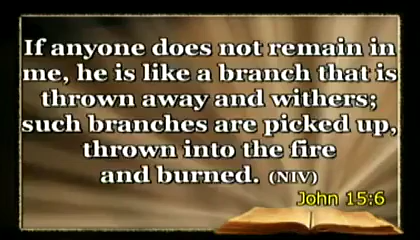 If anyone does not remain in
me, he is like a branch that is
thrown away and withers;
such branches are picked up,
thrown into the fire
and burned. (NIV)
John 15:6